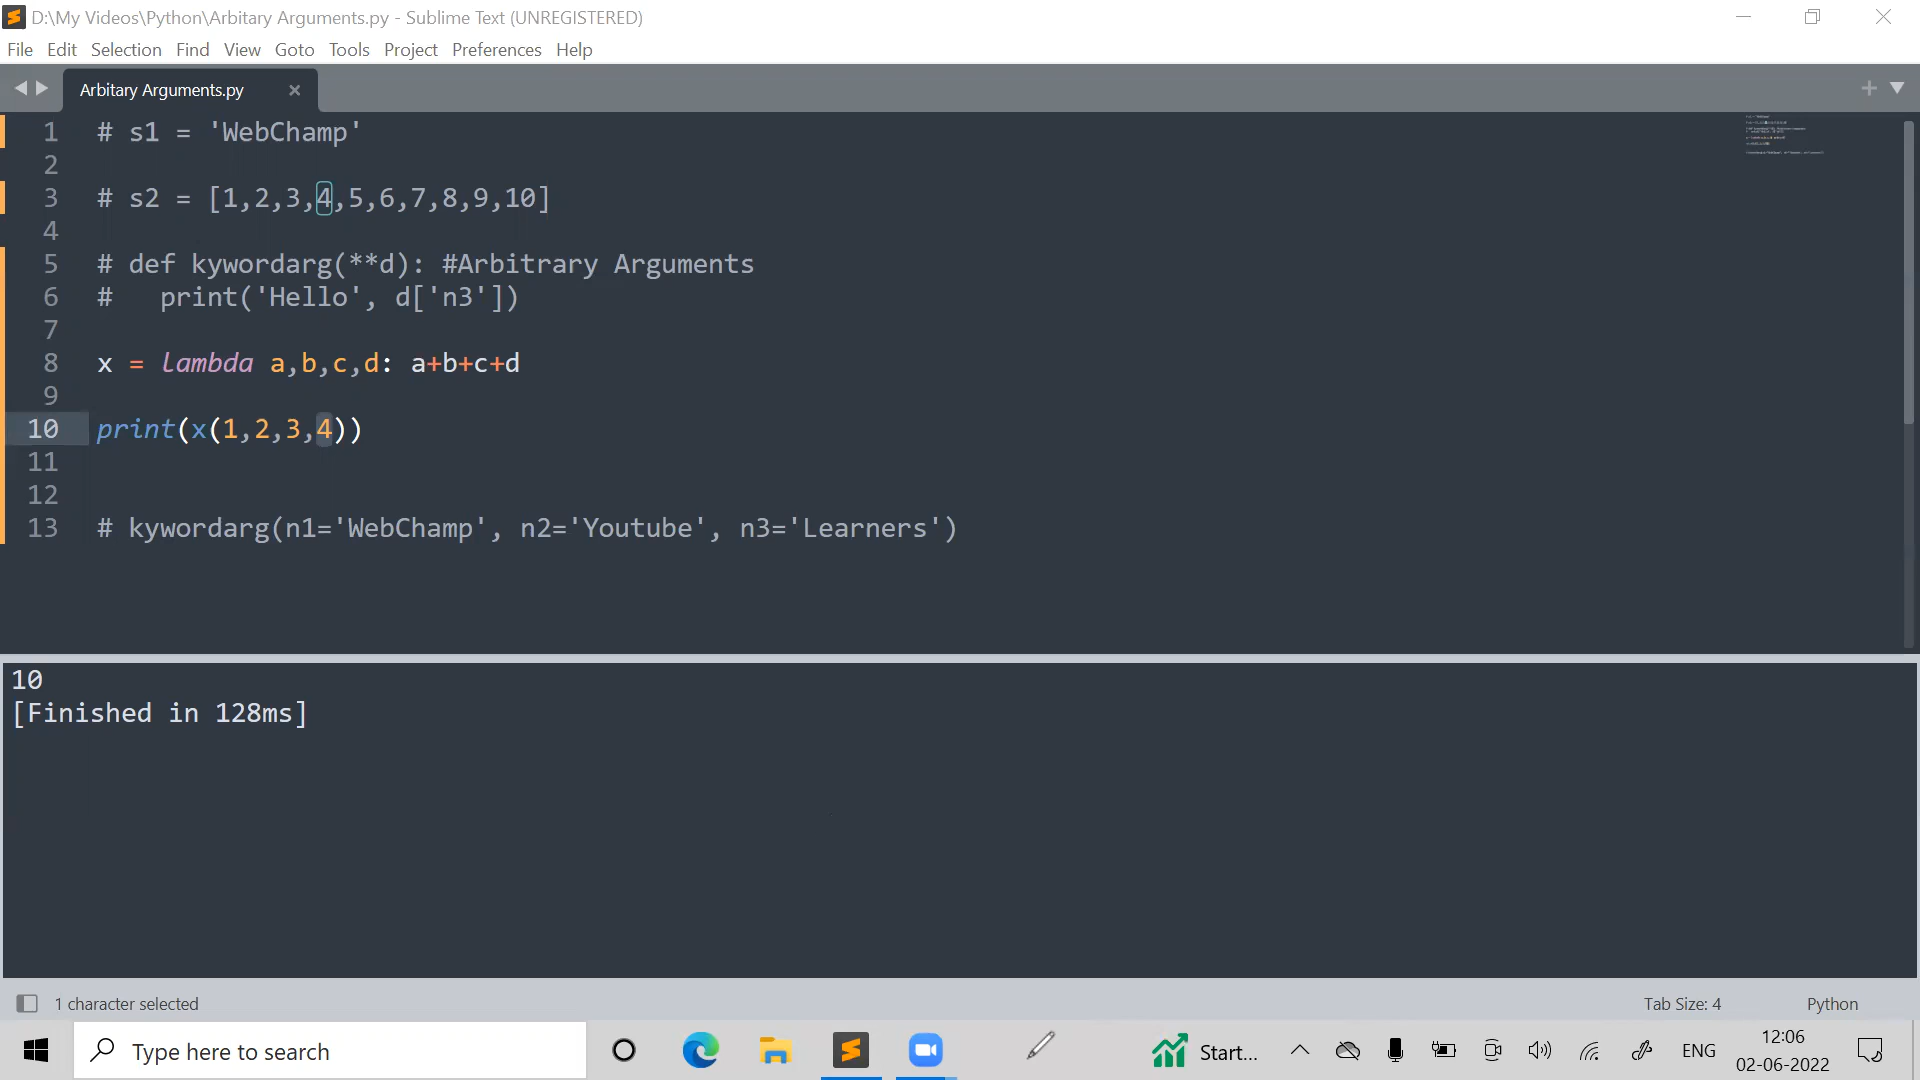 D:\My Videos\Python\Arbitary Arguments.py - Sublime Text (UNREGISTERED)
File Edit Selection Find View Goto Tools Project Preferences Help
Arbitary Arguments.py
1 # s1 = 'WebChamp'
2
3 # s2 = [1,2,3,4,5,6,7,8,9,10]
4
5 # def kywordarg(**d): #Arbitrary Arguments
6 #   print('Hello', d['n3'])
7
8 x = lambda a,b,c,d: a+b+c+d
9
10 print(x(1,2,3,4))
11
12
13 # kywordarg(n1='WebChamp', n2='Youtube', n3='Learners')
10
[Finished in 128ms]
1 character selected Tab Size: 4 Python
Type here to search Start... ENG 12:06
02-06-2022